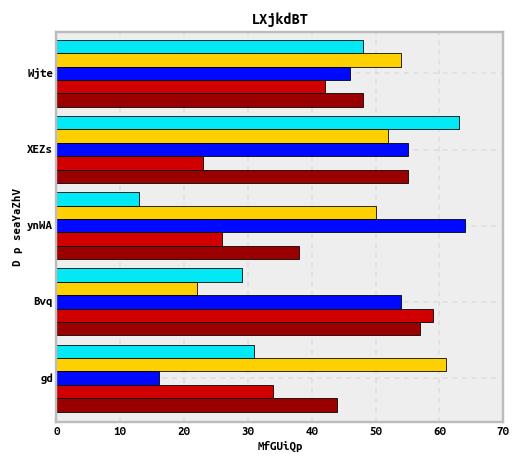 LXjkdBT
Wjte
XEZs
ynWA
Bvq
gd
D p seaYaZhV
0 10 20 30 40 50 60 70
MfGUiQp